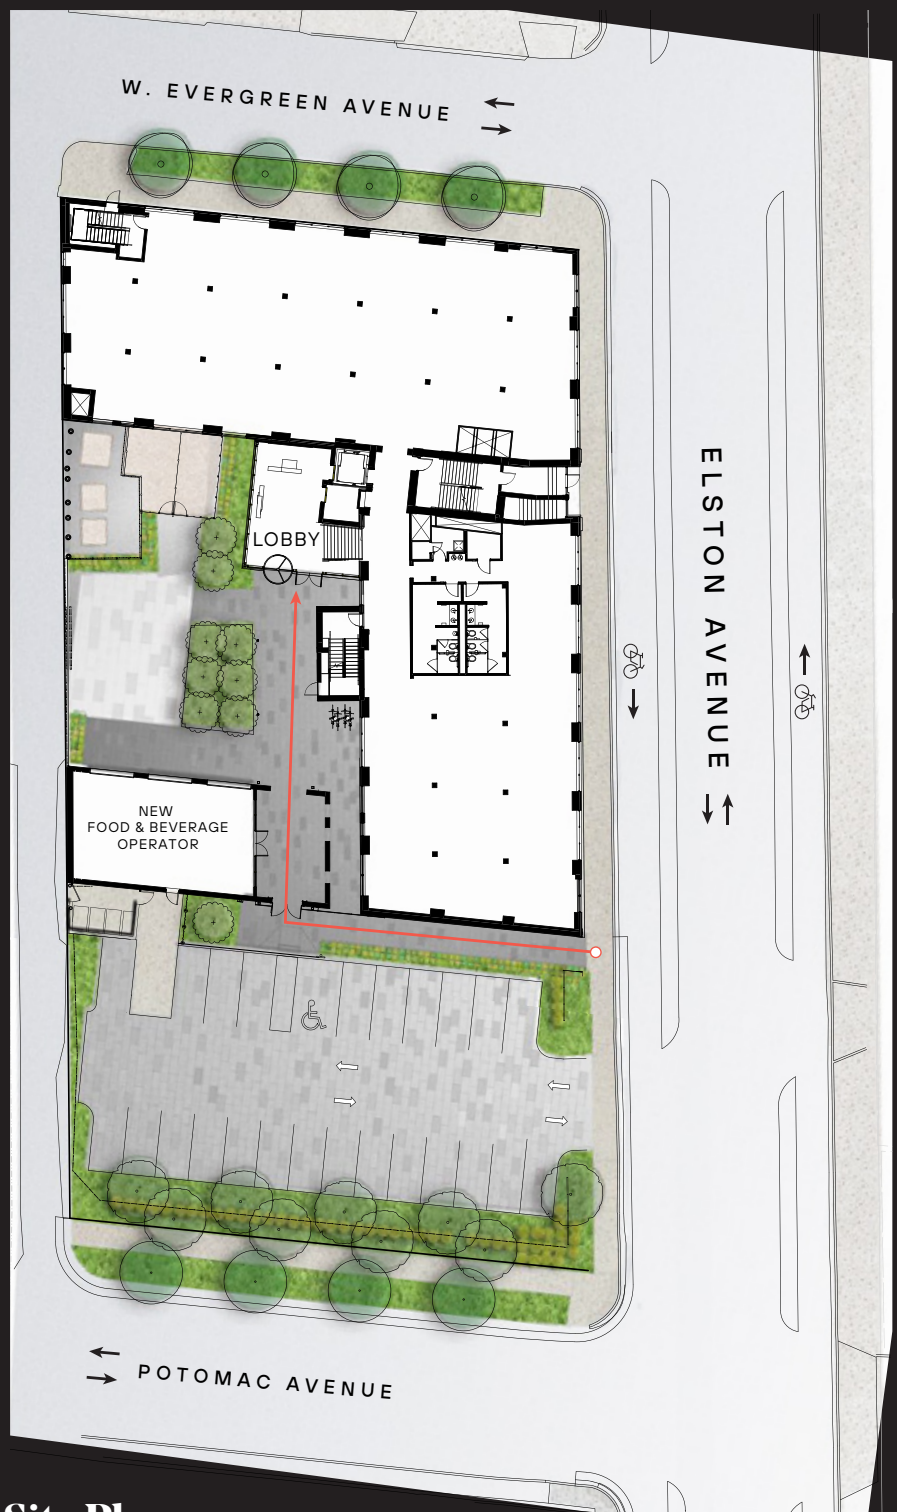 W. EVERGREEN AVENUE
LOBBY
ELSTON AVENUE
NEW
FOOD & BEVERAGE
OPERATOR
POTOMAC AVENUE